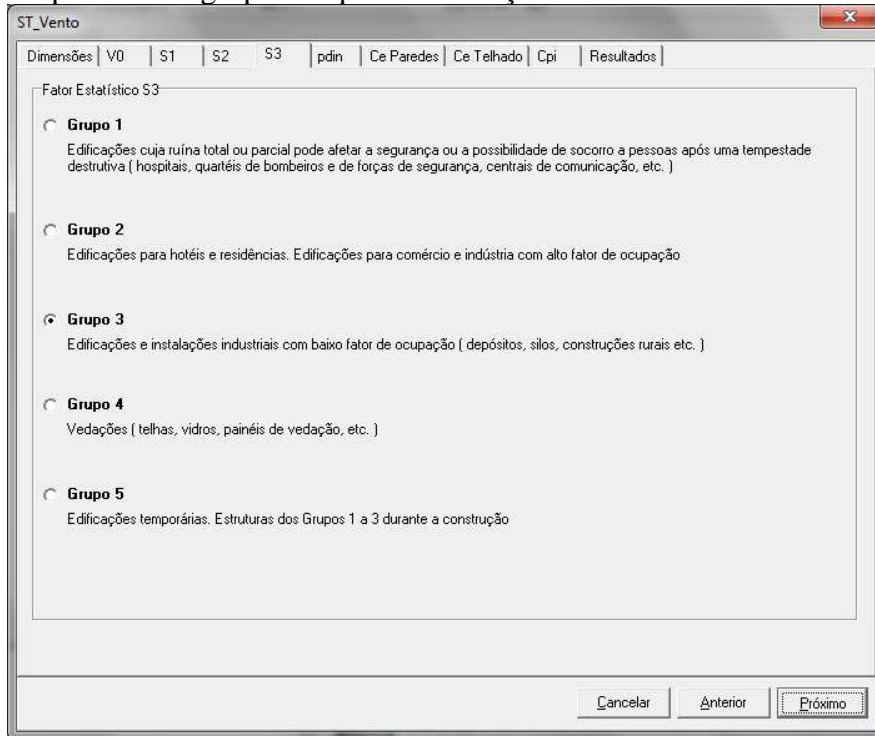 ST_Vento
Dimensões V0 S1 S2 S3 pdin Ce Paredes Ce Telhado Cpi Resultados
Fator Estatístico S3
Grupo 1
Edificações cuja ruína total ou parcial pode afetar a segurança ou a possibilidade de socorro a pessoas após uma tempestade
destrutiva ( hospitais, quartéis de bombeiros e de forças de segurança, centrais de comunicação, etc. )
Grupo 2
Edificações para hotéis e residências. Edificações para comércio e indústria com alto fator de ocupação
Grupo 3
Edificações e instalações industriais com baixo fator de ocupação ( depósitos, silos, construções rurais etc. )
Grupo 4
Vedações ( telhas, vidros, painéis de vedação, etc. )
Grupo 5
Edificações temporárias. Estruturas dos Grupos 1 a 3 durante a construção
Cancelar Anterior Próximo